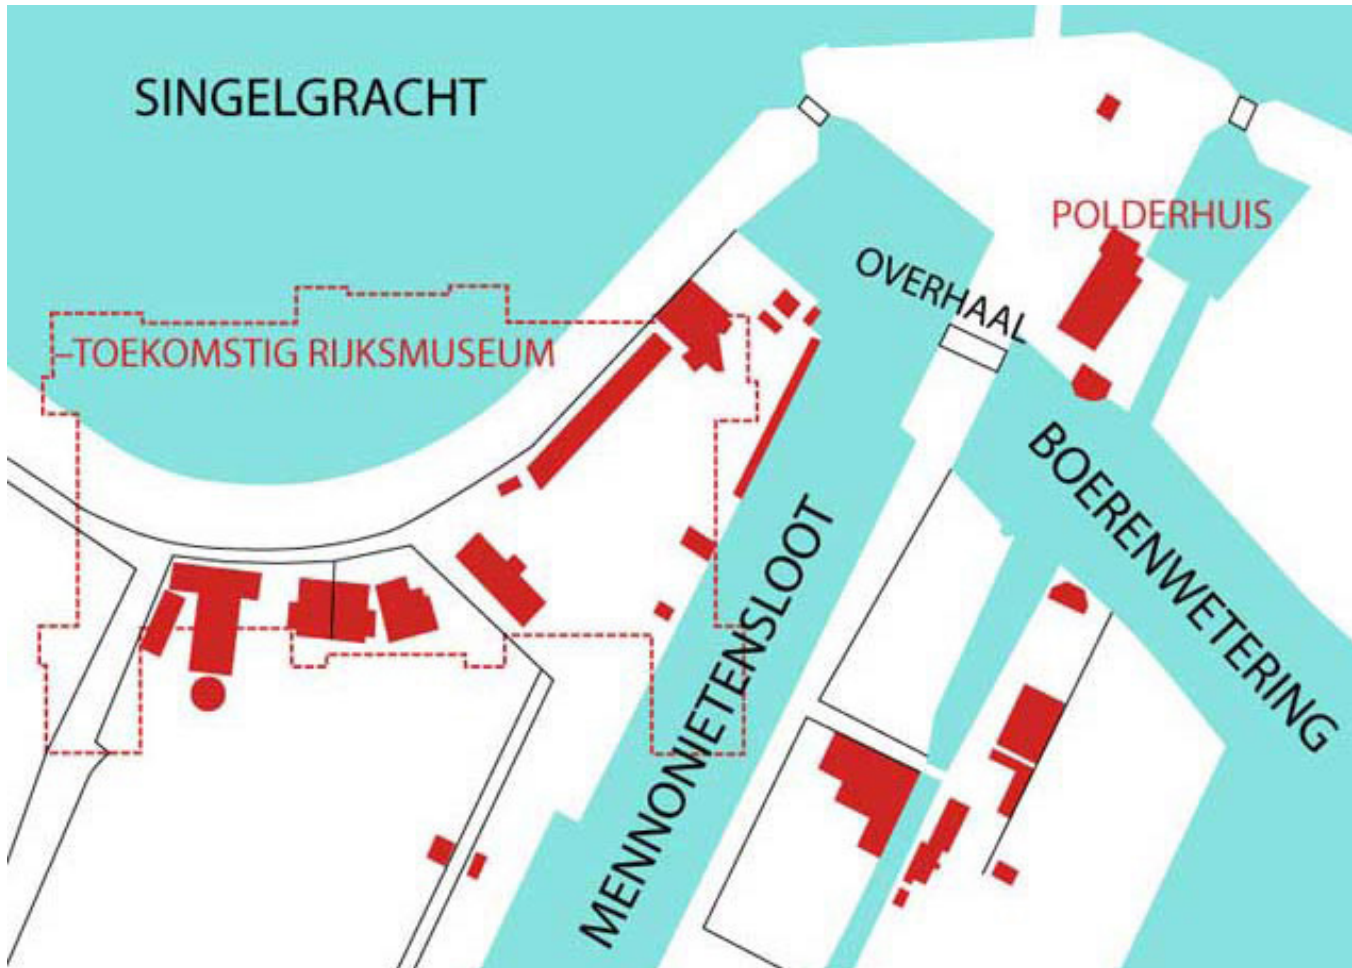 SINGELGRACHT
POLDERHUIS
OVERHAAL
–TOEKOMSTIG RIJKSMUSEUM
BOERENWETERING
MENNONIETENSLOOT